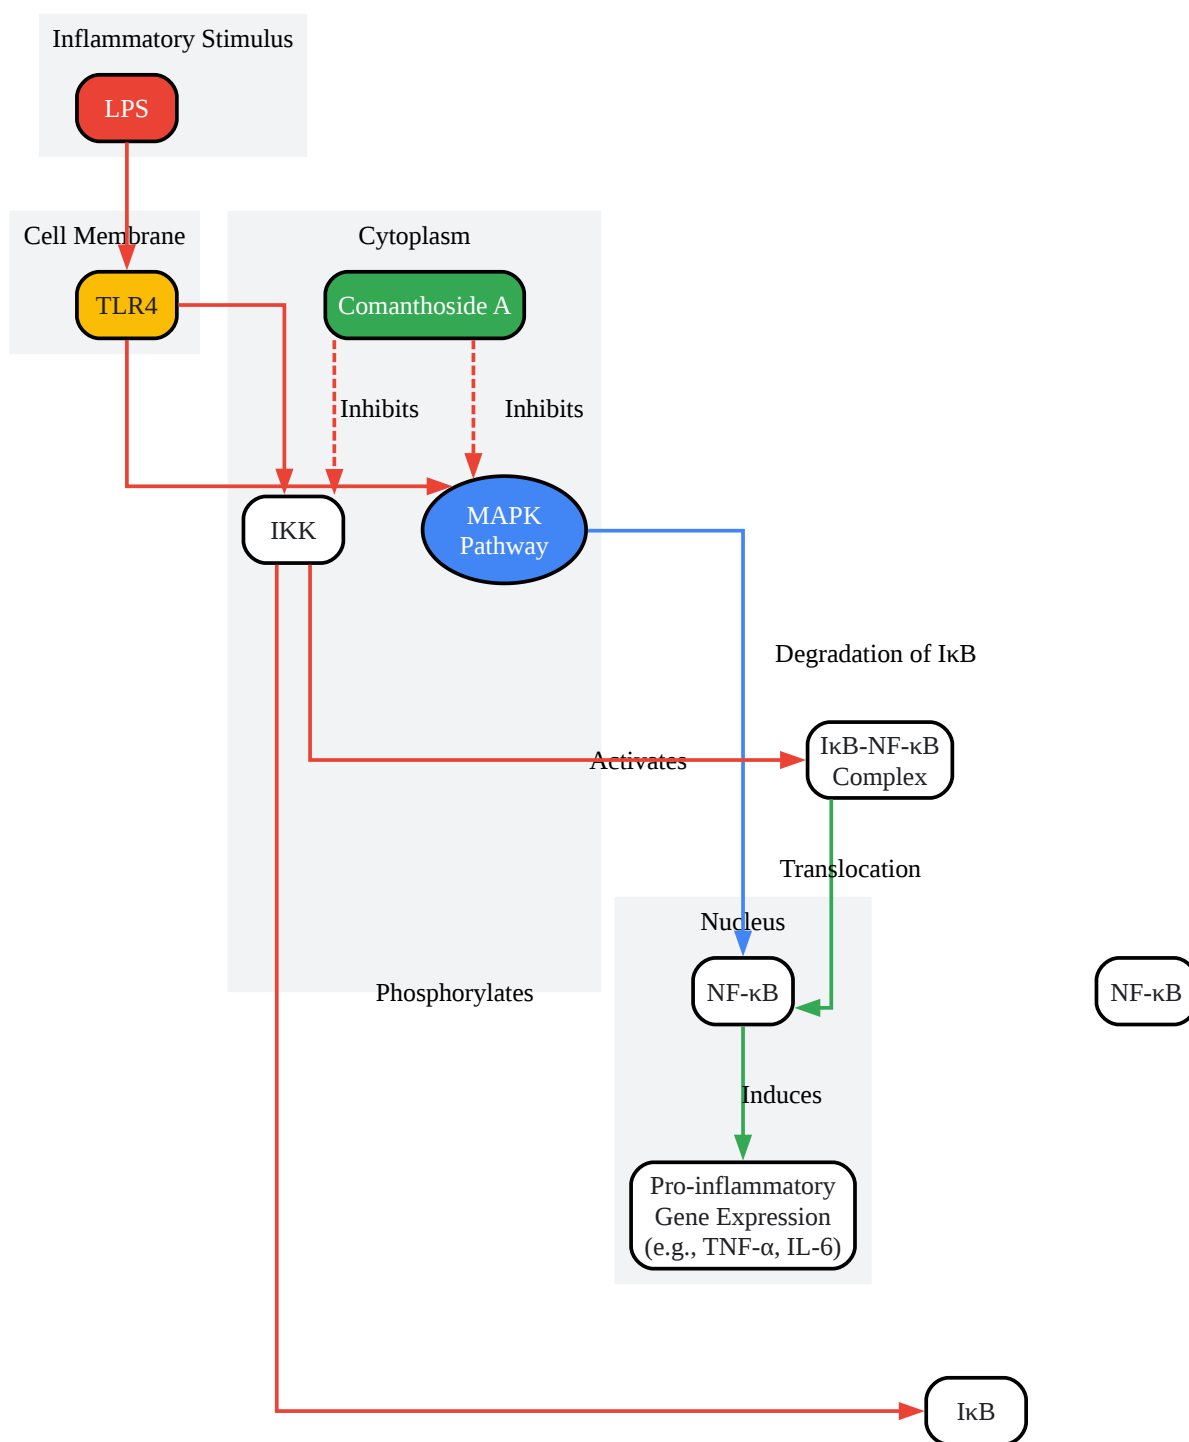 Inflammatory Stimulus
LPS
Cell Membrane
Cytoplasm
TLR4
Comanthoside A
Inhibits
Inhibits
IKK
MAPK
Pathway
Degradation of IκB
IκB-NF-κB
Complex
Activates
Translocation
Nucleus
Phosphorylates
NF-κB
NF-κB
Induces
Pro-inflammatory
Gene Expression
(e.g., TNF-α, IL-6)
IκB